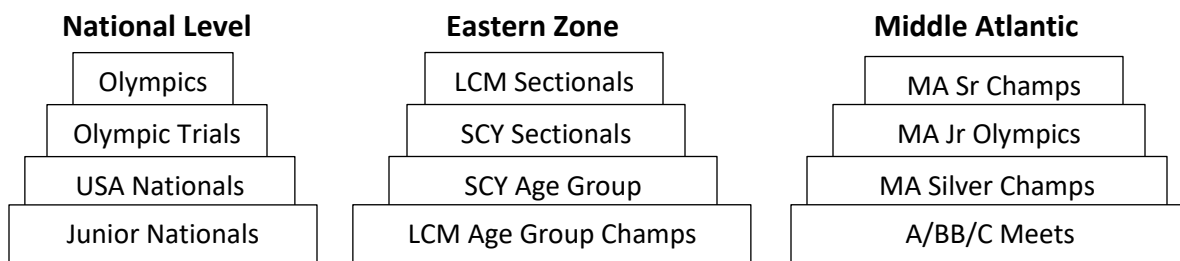 National Level
Olympics
Olympic Trials
USA Nationals
Junior Nationals
Eastern Zone
LCM Sectionals
SCY Sectionals
SCY Age Group
LCM Age Group Champs
Middle Atlantic
MA Sr Champs
MA Jr Olympics
MA Silver Champs
A/BB/C Meets